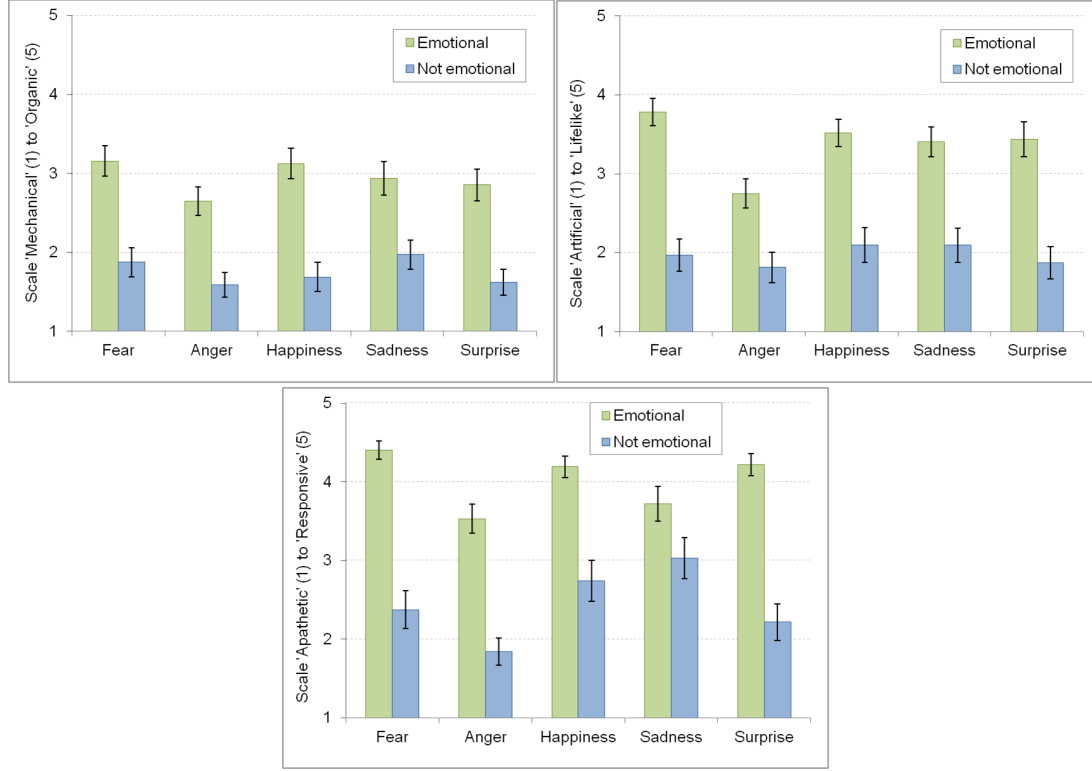 Scale 'Mechanical' (1) to 'Organic' (5)
5
4
3
2
1
Emotional
Not emotional
Fear Anger Happiness Sadness Surprise
Scale 'Artificial' (1) to 'Lifelike' (5)
5
4
3
2
1
Emotional
Not emotional
Fear Anger Happiness Sadness Surprise
Scale 'Apathetic' (1) to 'Responsive' (5)
5
4
3
2
1
Emotional
Not emotional
Fear Anger Happiness Sadness Surprise